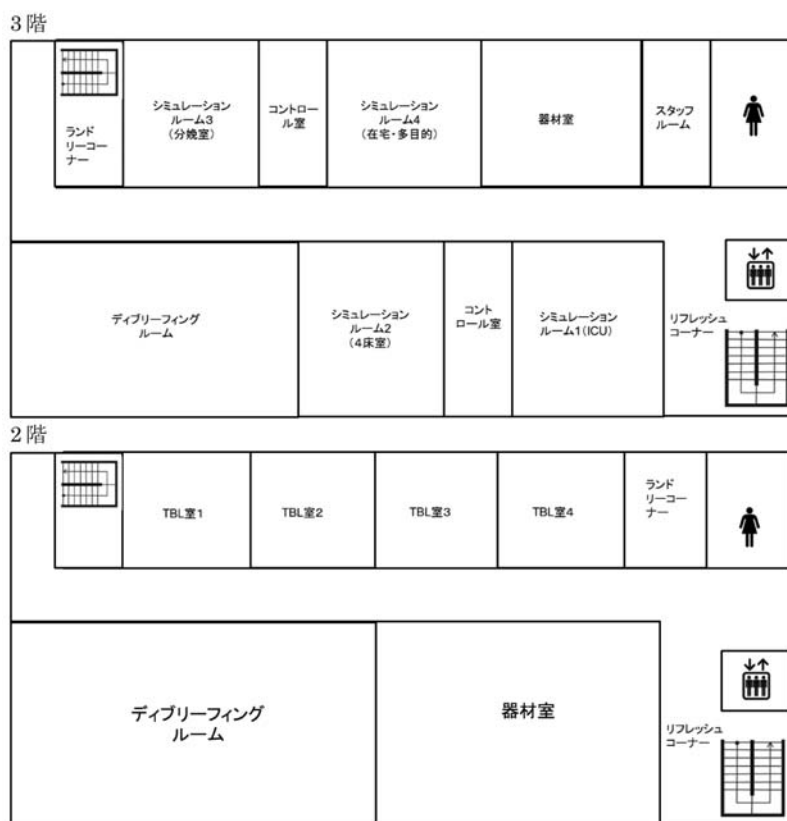 3階
ランド
リーコー
ナー
シミュレーション
ルーム3
(分娩室)
コントロー
ル室
シミュレーション
ルーム4
(在宅・多目的)
器材室
スタッフ
ルーム
ディブリーフィング
ルーム
シミュレーション
ルーム2
(4床室)
コント
ロール室
シミュレーション
ルーム1(ICU)
リフレッシュ
コーナー
2階
TBL室1
TBL室2
TBL室3
TBL室4
ランド
リーコー
ナー
ディブリーフィング
ルーム
器材室
リフレッシュ
コーナー